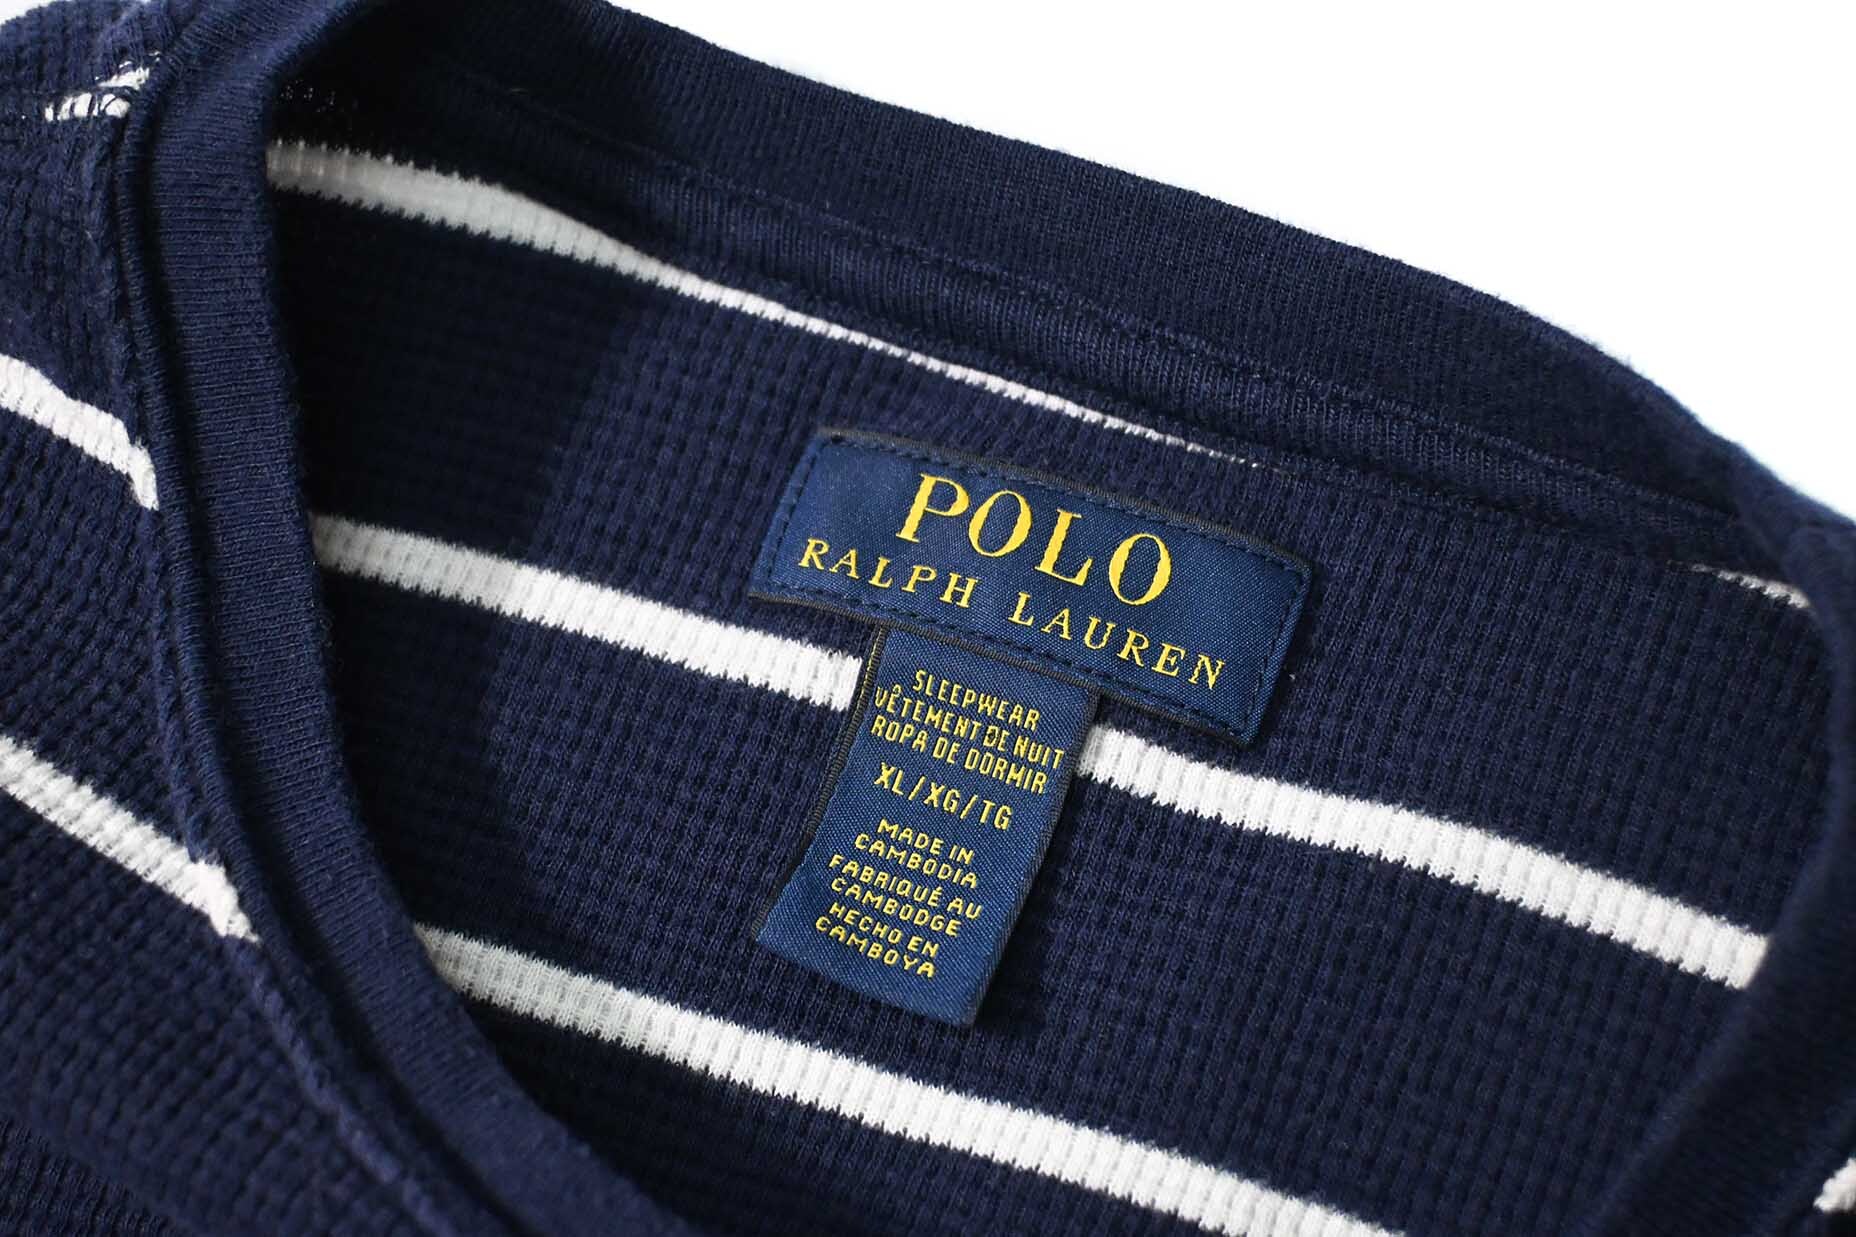 POLO
RALPH LAUREN
SLEEPWEAR
VÊTEMENT DE NUIT
ROPA DE DORMIR
XL/XG/TG
MADE IN
CAMBODIA
FABRIQUÉ AU
CAMBODGE
HECHO EN
CAMBOYA